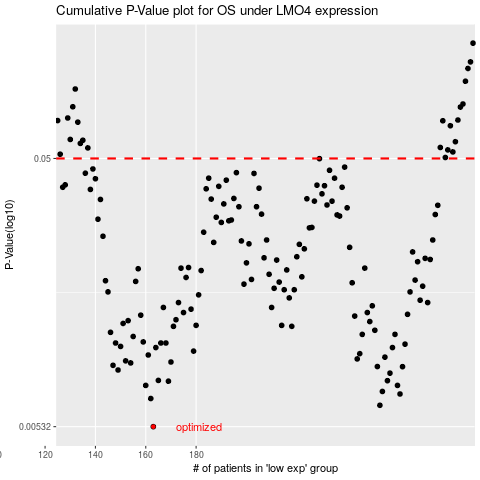 Cumulative P-Value plot for OS under LMO4 expression
P-Value(log10)
0.05
0.00532
optimized
0 120 140 160 180
# of patients in 'low exp' group